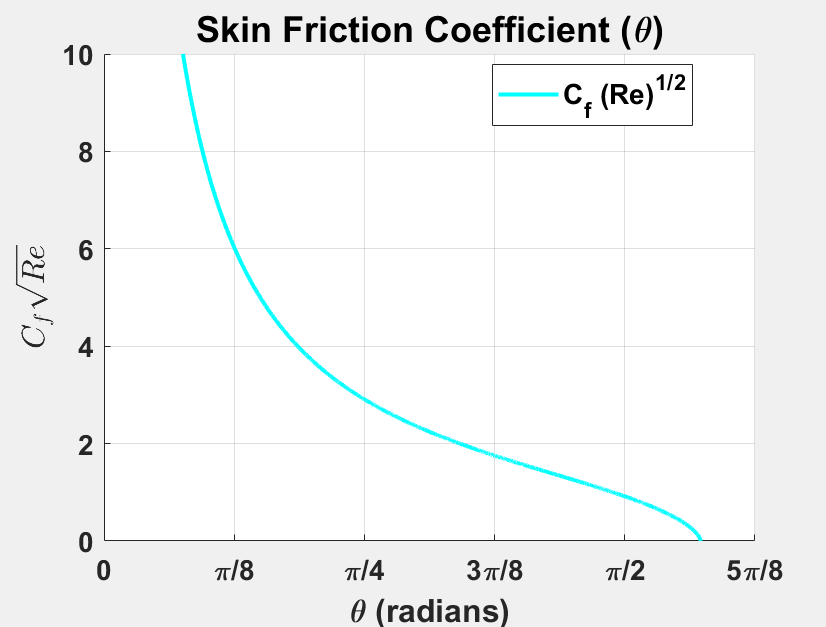 Skin Friction Coefficient (θ)
C_f (Re)^{1/2}
10
8
6
4
2
0
C_f √Re
0 π/8 π/4 3π/8 π/2 5π/8
θ (radians)